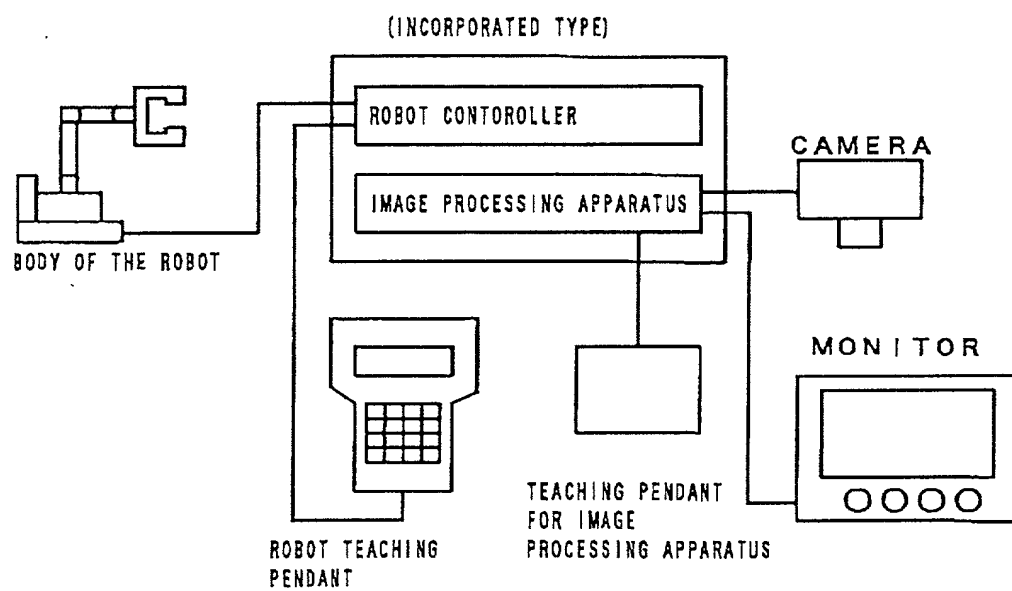 (INCORPORATED TYPE)
ROBOT CONTOROLLER
CAMERA
IMAGE PROCESSING APPARATUS
BODY OF THE ROBOT
MONITOR
TEACHING PENDANT
FOR IMAGE
PROCESSING APPARATUS
ROBOT TEACHING
PENDANT